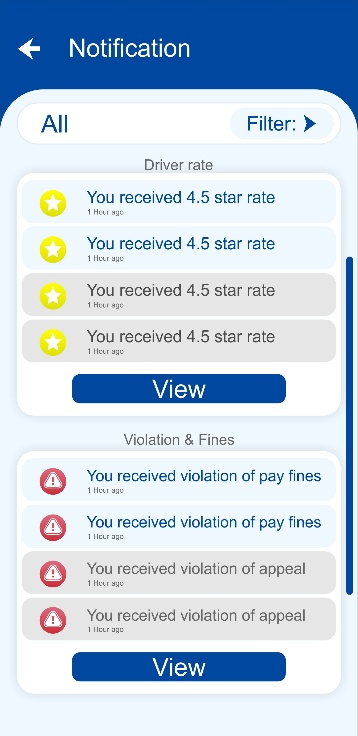 Notification
All
Filter:
Driver rate
You received 4.5 star rate
1 Hour ago
You received 4.5 star rate
1 Hour ago
You received 4.5 star rate
1 Hour ago
You received 4.5 star rate
1 Hour ago
View
Violation & Fines
You received violation of pay fines
1 Hour ago
You received violation of pay fines
1 Hour ago
You received violation of appeal
1 Hour ago
You received violation of appeal
1 Hour ago
View